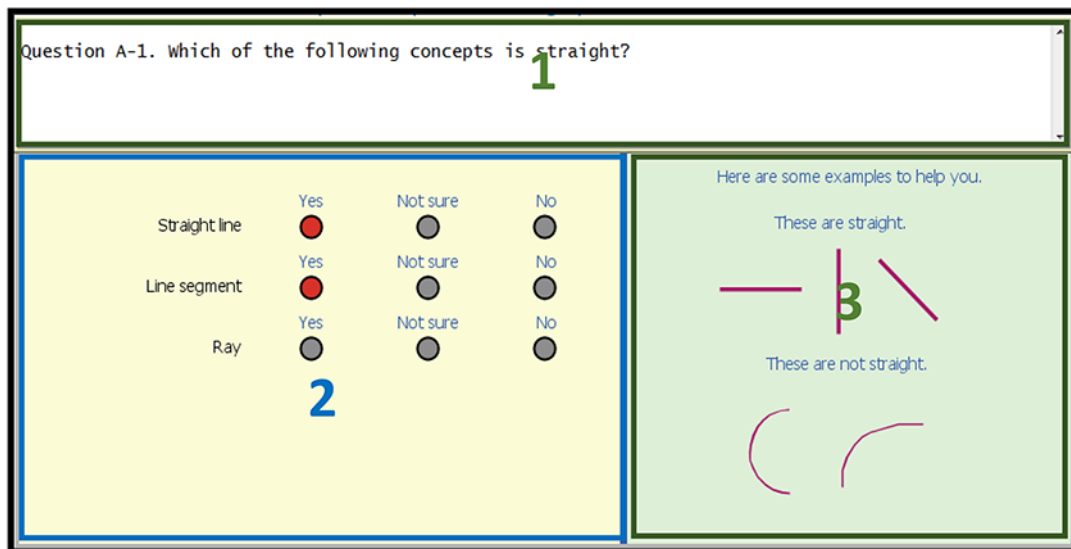 Question A-1. Which of the following concepts is straight?
1
Yes Not sure No
Straight line
Yes Not sure No
Line segment
Yes Not sure No
Ray
2
Here are some examples to help you.
These are straight.
3
These are not straight.